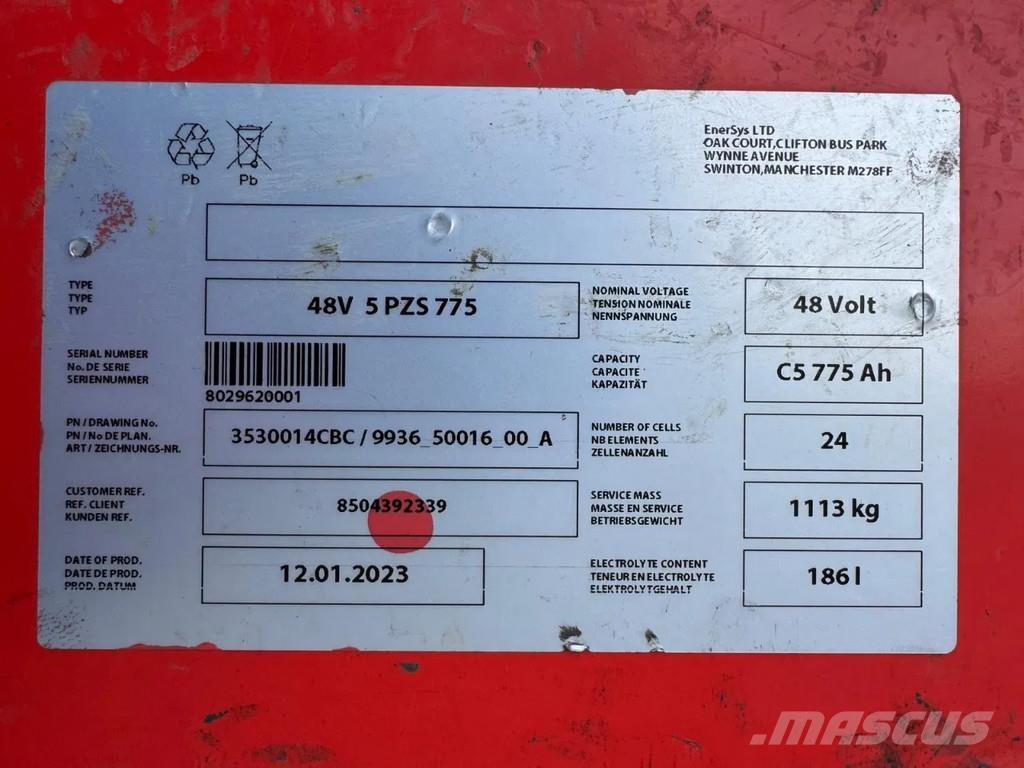 Pb Pb
EnerSys LTD
OAK COURT,CLIFTON BUS PARK
WYNNE AVENUE
SWINTON,MANCHESTER M278FF
TYPE
TYPE
TYP
48V 5 PZS 775
NOMINAL VOLTAGE
TENSION NOMINALE
NENNSPANNUNG
48 Volt
SERIAL NUMBER
No. DE SERIE
SERIENNUMMER
8029620001
CAPACITY
CAPACITE
KAPAZITÄT
C5 775 Ah
PN / DRAWING No.
PN / No DE PLAN.
ART / ZEICHNUNGS-NR.
3530014CBC / 9936_50016_00_A
NUMBER OF CELLS
NB ELEMENTS
ZELLENANZAHL
24
CUSTOMER REF.
REF. CLIENT
KUNDEN REF.
8504392339
SERVICE MASS
MASSE EN SERVICE
BETRIEBSGEWICHT
1113 kg
DATE OF PROD.
DATE DE PROD.
PROD. DATUM
12.01.2023
ELECTROLYTE CONTENT
TENEUR EN ELECTROLYTE
ELEKTROLYTGEHALT
186 l
MASCUS